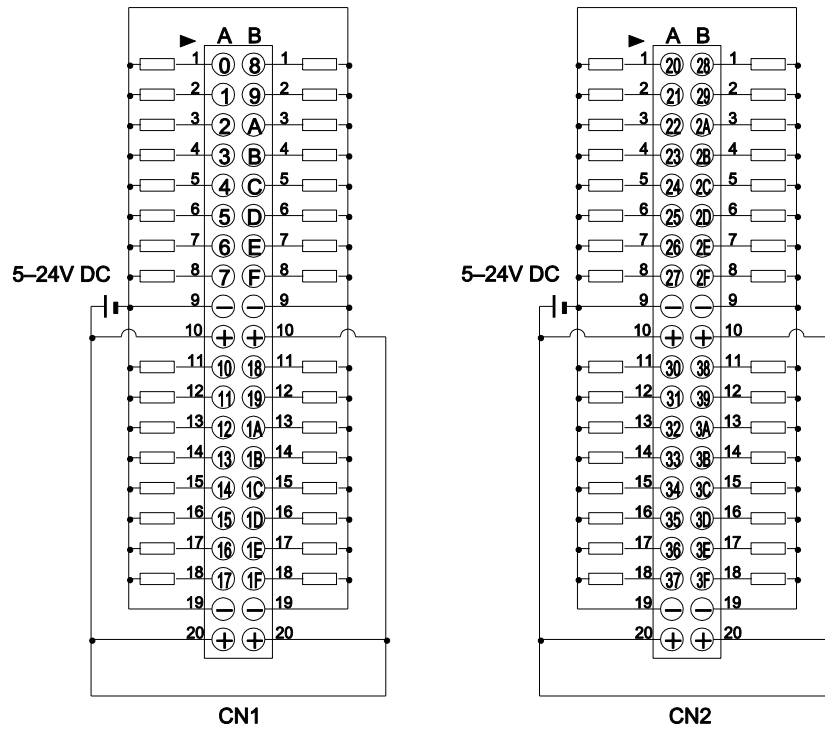 A B A B
1 0 8 1 1 20 28 1
2 1 9 2 2 21 29 2
3 2 A 3 3 22 2A 3
4 3 B 4 4 23 2B 4
5 4 C 5 5 24 2C 5
6 5 D 6 6 25 2D 6
7 6 E 7 7 26 2E 7
8 7 F 8 8 27 2F 8
5–24V DC 5–24V DC
9 − − 9 9 − − 9
10 + + 10 10 + + 10
11 10 18 11 11 30 38 11
12 11 19 12 12 31 39 12
13 12 1A 13 13 32 3A 13
14 13 1B 14 14 33 3B 14
15 14 1C 15 15 34 3C 15
16 15 1D 16 16 35 3D 16
17 16 1E 17 17 36 3E 17
18 17 1F 18 18 37 3F 18
19 − − 19 19 − − 19
20 + + 20 20 + + 20
CN1 CN2